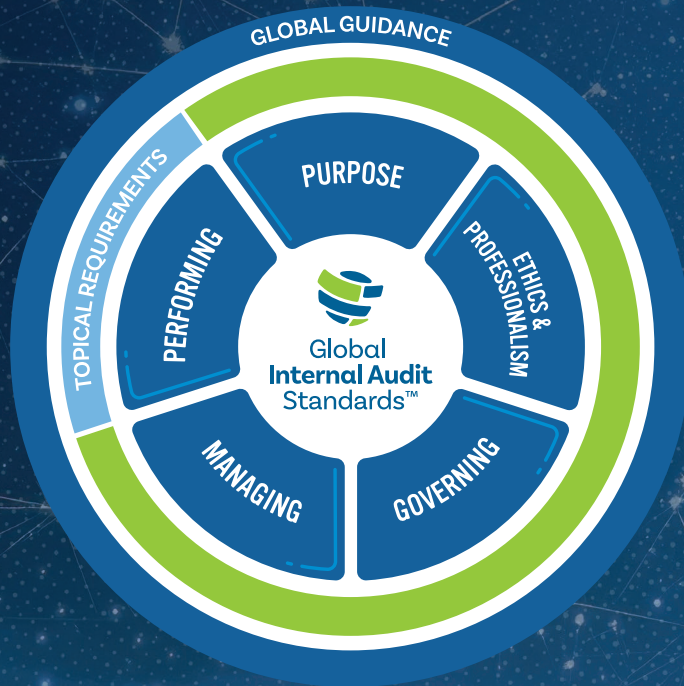 GLOBAL GUIDANCE
TOPICAL REQUIREMENTS
PURPOSE
ETHICS &
PROFESSIONALISM
GOVERNING
MANAGING
PERFORMING
Global
Internal Audit
Standards™